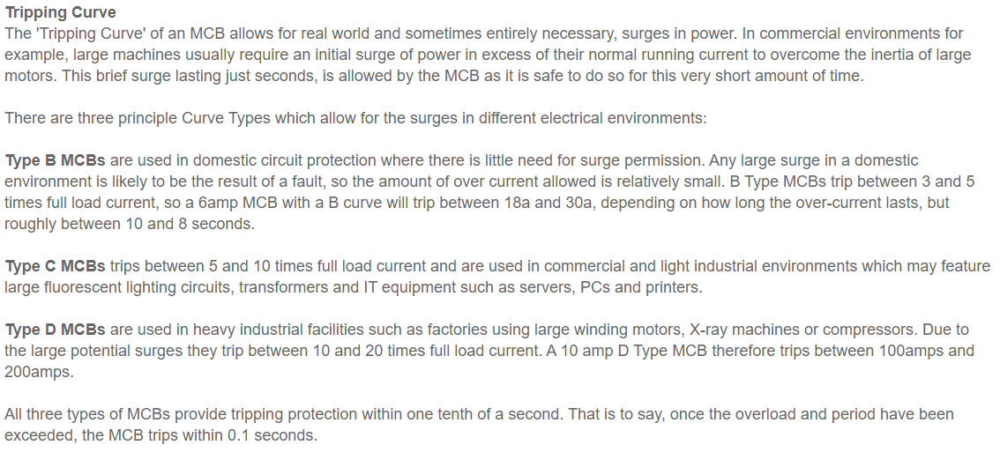 Tripping Curve
The 'Tripping Curve' of an MCB allows for real world and sometimes entirely necessary, surges in power. In commercial environments for
example, large machines usually require an initial surge of power in excess of their normal running current to overcome the inertia of large
motors. This brief surge lasting just seconds, is allowed by the MCB as it is safe to do so for this very short amount of time.
There are three principle Curve Types which allow for the surges in different electrical environments:
Type B MCBs are used in domestic circuit protection where there is little need for surge permission. Any large surge in a domestic
environment is likely to be the result of a fault, so the amount of over current allowed is relatively small. B Type MCBs trip between 3 and 5
times full load current, so a 6amp MCB with a B curve will trip between 18a and 30a, depending on how long the over-current lasts, but
roughly between 10 and 8 seconds.
Type C MCBs trips between 5 and 10 times full load current and are used in commercial and light industrial environments which may feature
large fluorescent lighting circuits, transformers and IT equipment such as servers, PCs and printers.
Type D MCBs are used in heavy industrial facilities such as factories using large winding motors, X-ray machines or compressors. Due to
the large potential surges they trip between 10 and 20 times full load current. A 10 amp D Type MCB therefore trips between 100amps and
200amps.
All three types of MCBs provide tripping protection within one tenth of a second. That is to say, once the overload and period have been
exceeded, the MCB trips within 0.1 seconds.